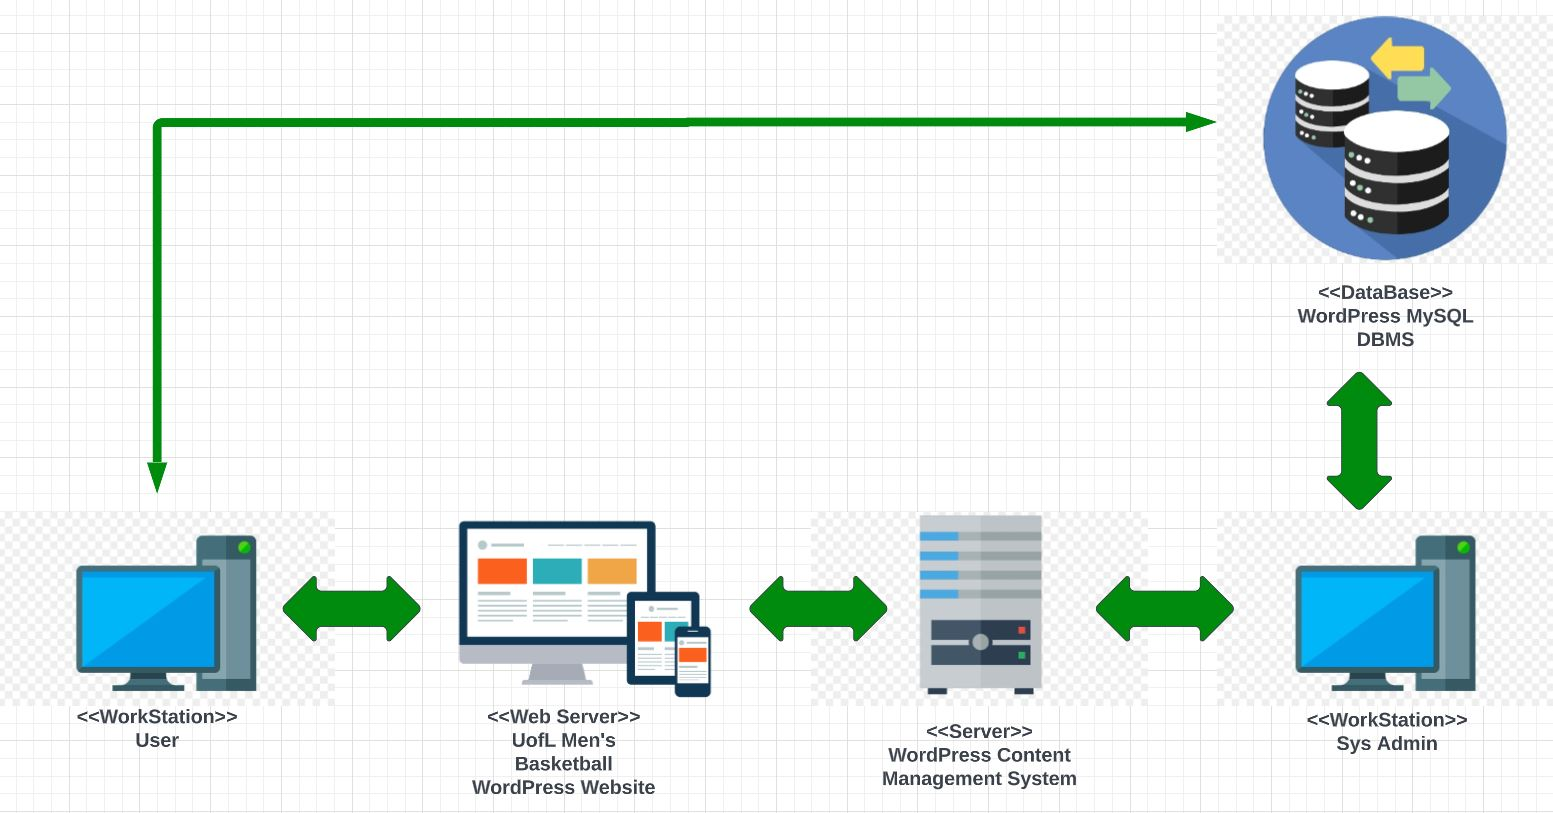 <<DataBase>>
WordPress MySQL
DBMS
<<WorkStation>>
User
<<Web Server>>
UofL Men's
Basketball
WordPress Website
<<Server>>
WordPress Content
Management System
<<WorkStation>>
Sys Admin